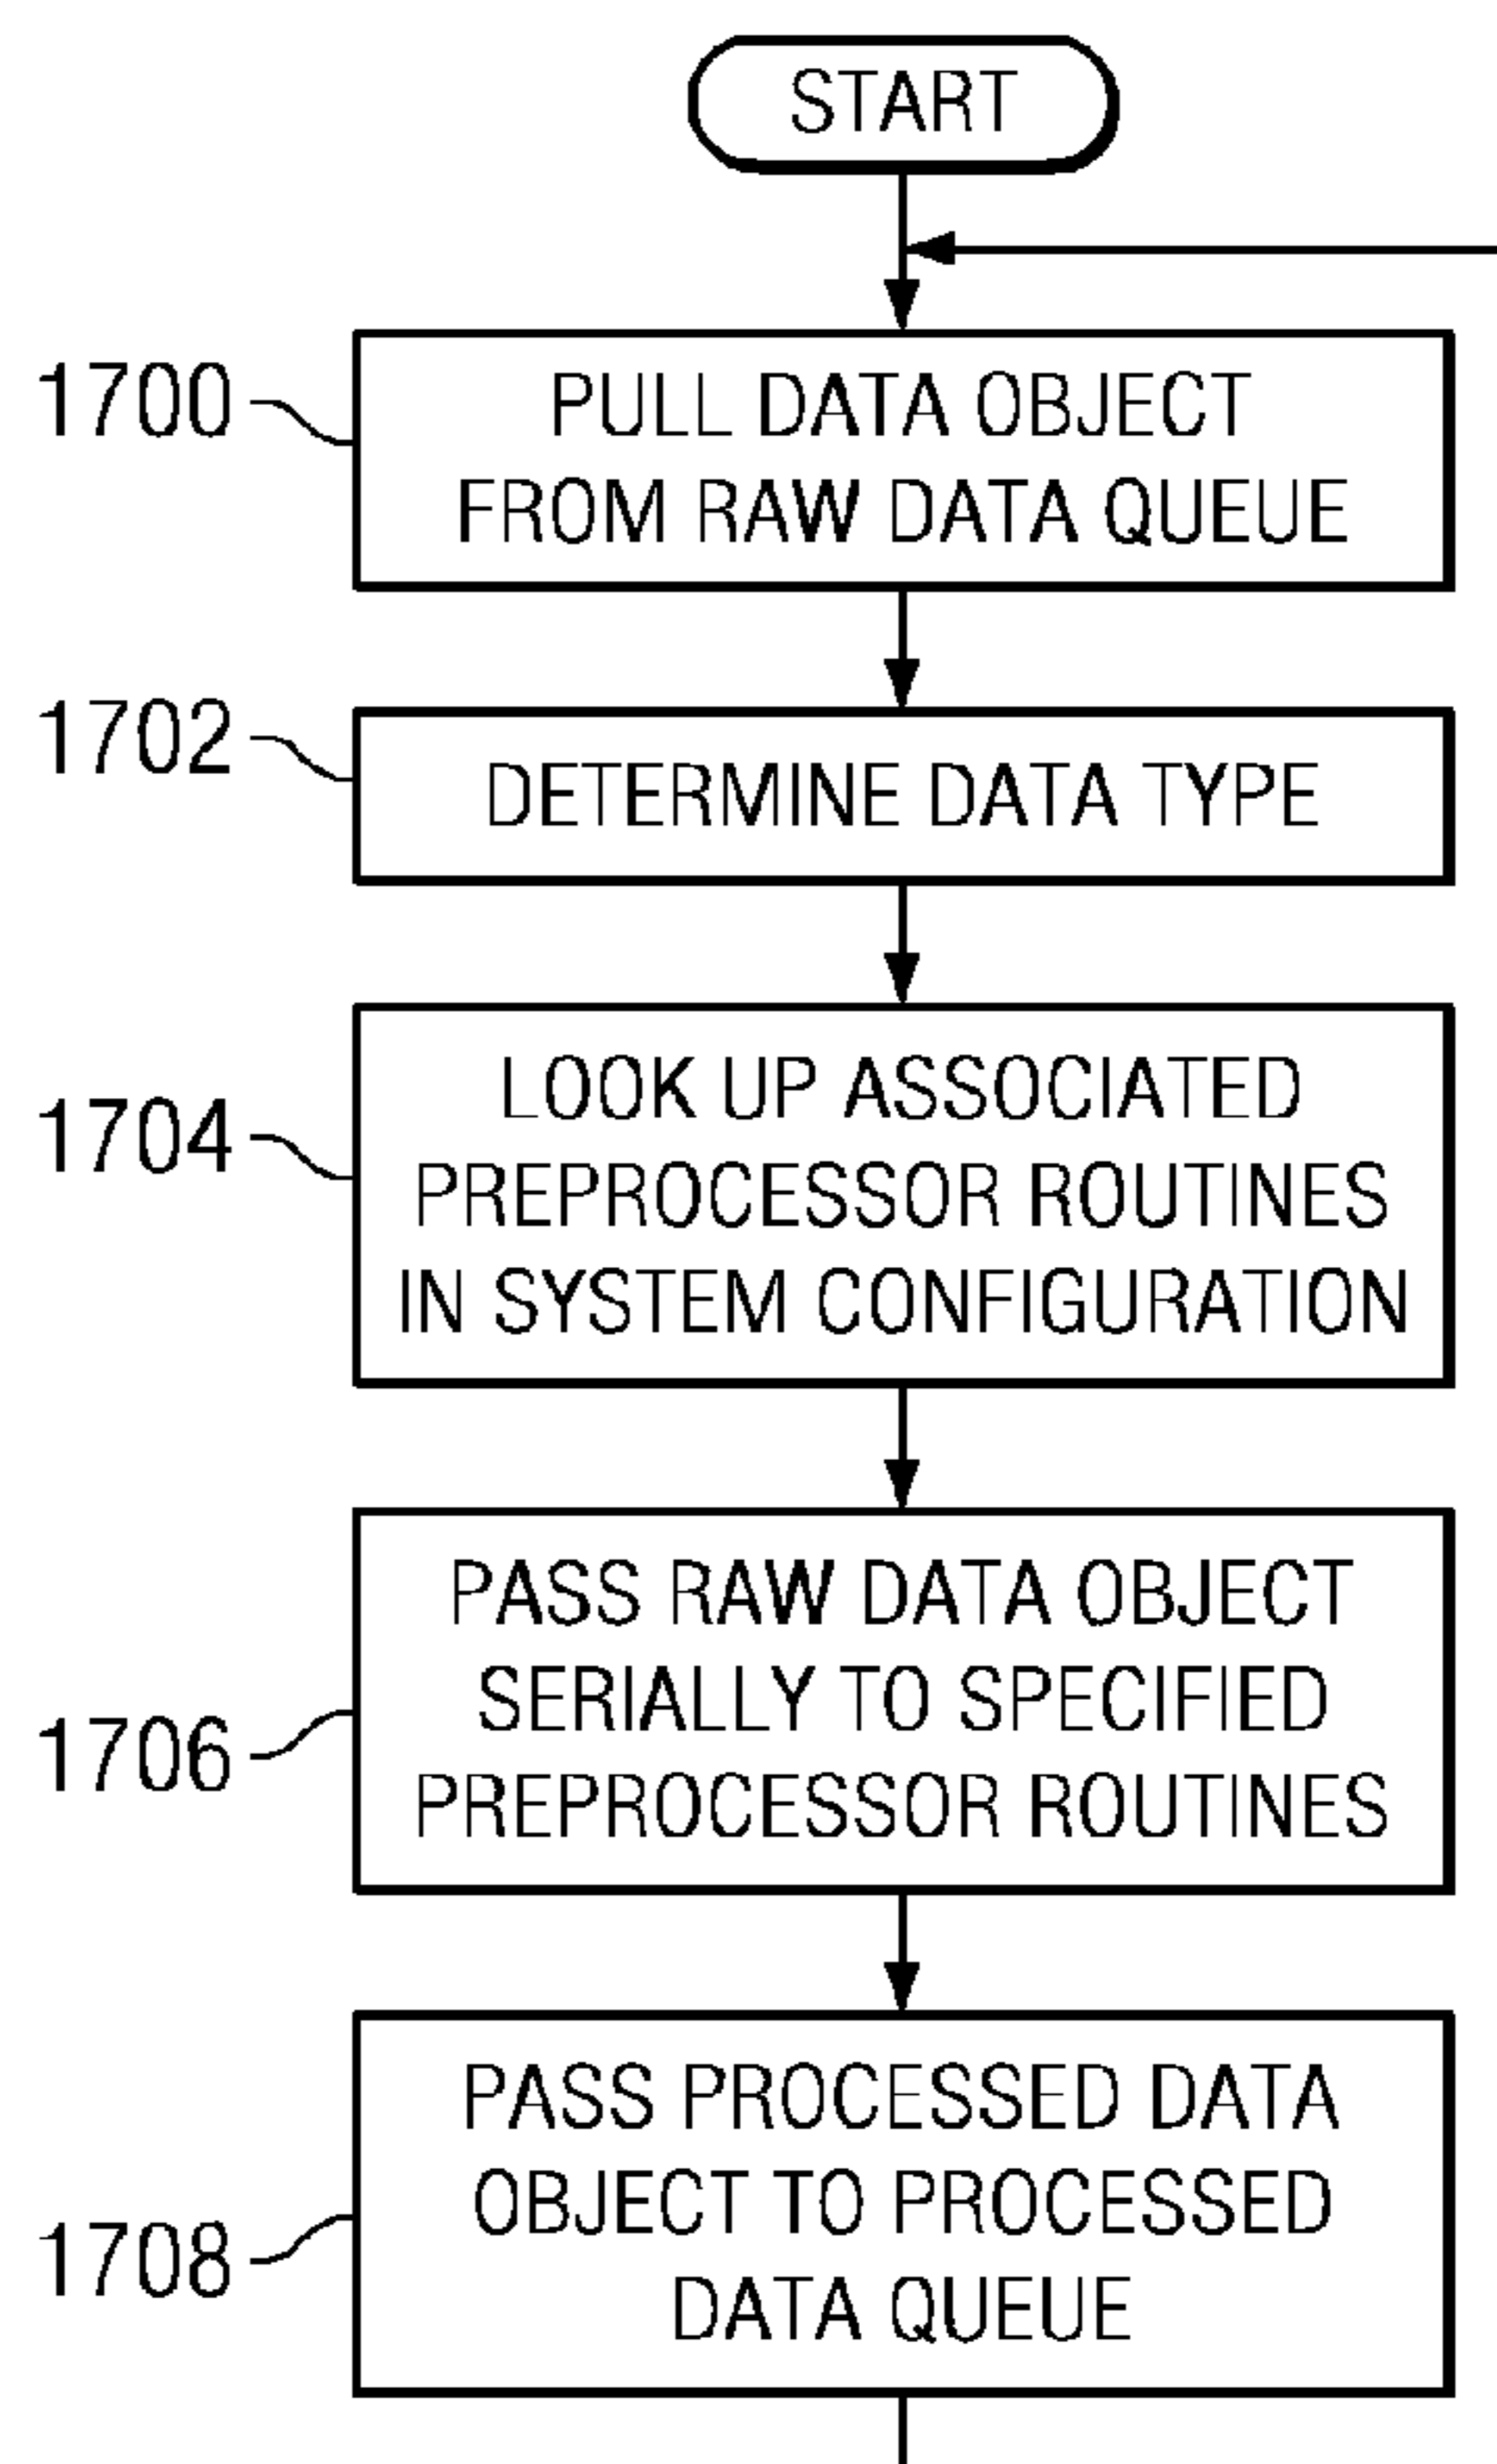 START
1700
PULL DATA OBJECT
FROM RAW DATA QUEUE
1702
DETERMINE DATA TYPE
1704
LOOK UP ASSOCIATED
PREPROCESSOR ROUTINES
IN SYSTEM CONFIGURATION
1706
PASS RAW DATA OBJECT
SERIALLY TO SPECIFIED
PREPROCESSOR ROUTINES
1708
PASS PROCESSED DATA
OBJECT TO PROCESSED
DATA QUEUE